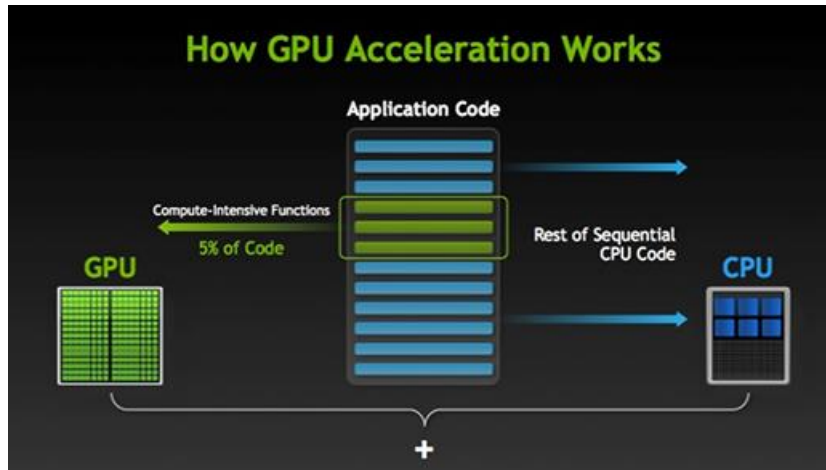 How GPU Acceleration Works
Application Code
Compute-Intensive Functions
5% of Code
Rest of Sequential
CPU Code
GPU
CPU
+